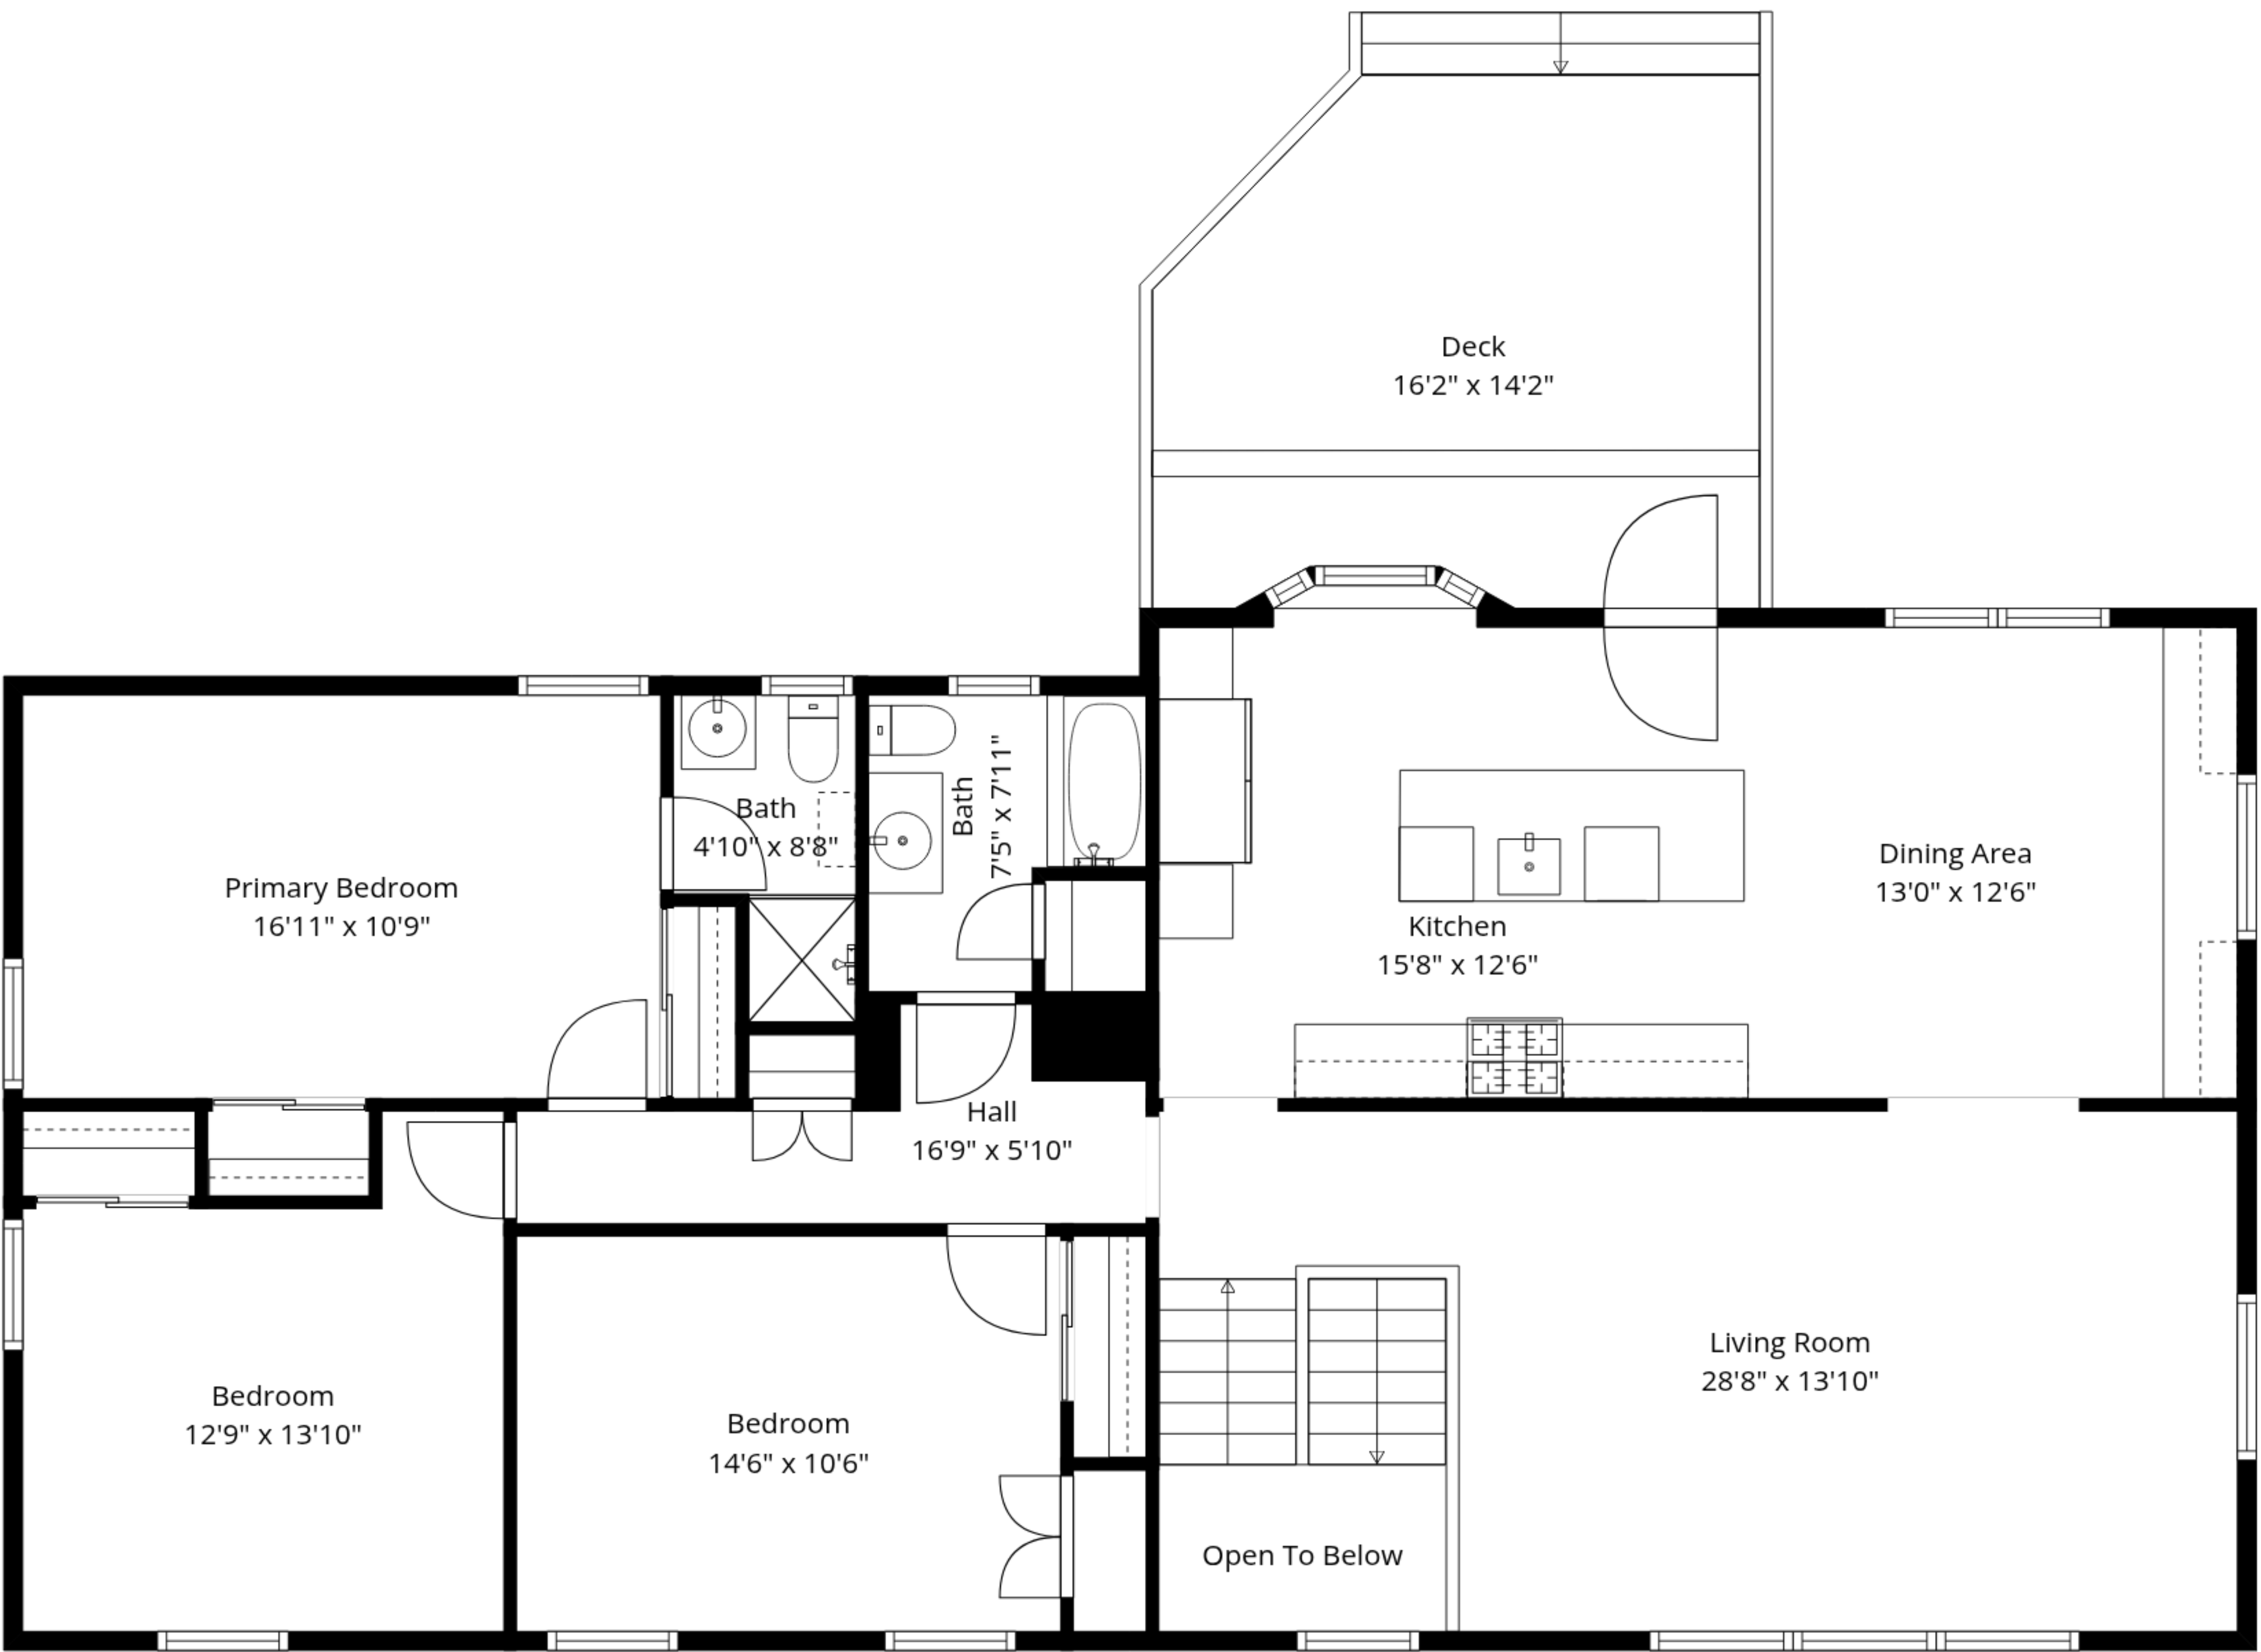 Deck
16'2" x 14'2"
Bath
4'10" x 8'8"
Bath
7'5" x 7'11"
Primary Bedroom
16'11" x 10'9"
Dining Area
13'0" x 12'6"
Kitchen
15'8" x 12'6"
Hall
16'9" x 5'10"
Living Room
28'8" x 13'10"
Bedroom
12'9" x 13'10"
Bedroom
14'6" x 10'6"
Open To Below